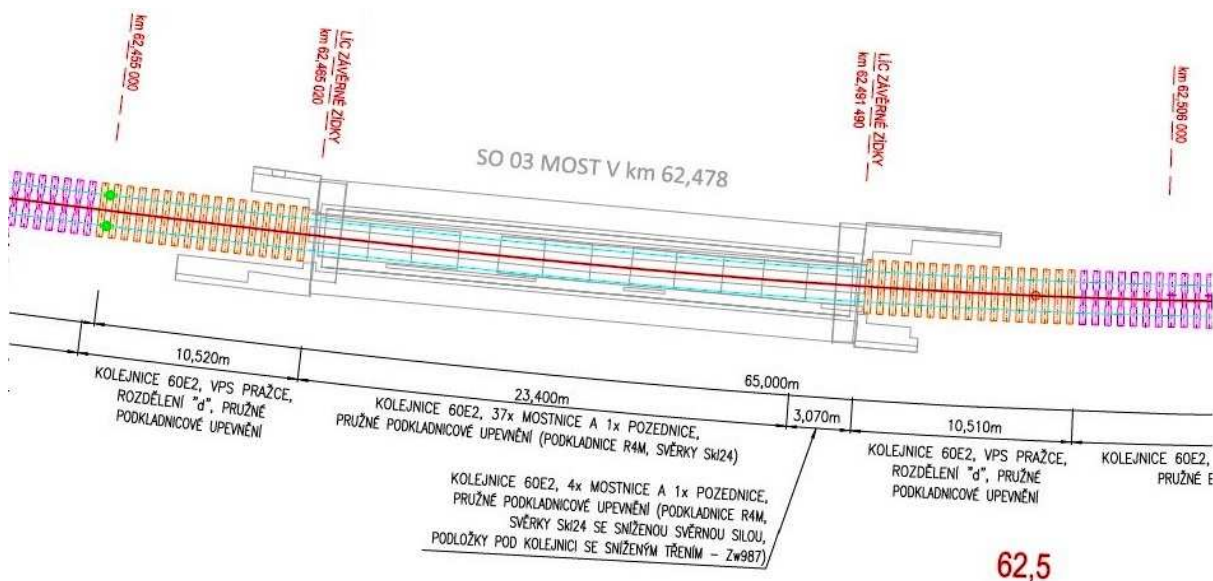 km 62,455 000
LÍC ZÁVĚRNÉ ZÍDKY
km 62,465 020
LÍC ZÁVĚRNÉ ZÍDKY
km 62,491 490
km 62,506 000
SO 03 MOST V km 62,478
10,520m
65,000m
23,400m
3,070m
10,510m
KOLEJNICE 60E2, VPS PRAŽCE,
ROZDĚLENÍ "d", PRUŽNÉ
PODKLADNICOVÉ UPEVNĚNÍ
KOLEJNICE 60E2, 37x MOSTNICE A 1x POZEDNICE,
PRUŽNÉ PODKLADNICOVÉ UPEVNĚNÍ (PODKLADNICE R4M, SVĚRKY Skl24)
KOLEJNICE 60E2, 4x MOSTNICE A 1x POZEDNICE,
PRUŽNÉ PODKLADNICOVÉ UPEVNĚNÍ (PODKLADNICE R4M,
SVĚRKY Skl24 SE SNÍŽENOU SVĚRNOU SILOU,
PODLOŽKY POD KOLEJNICI SE SNÍŽENÝM TŘENÍM - Zw987)
KOLEJNICE 60E2, VPS PRAŽCE,
ROZDĚLENÍ "d", PRUŽNÉ
PODKLADNICOVÉ UPEVNĚNÍ
KOLEJNICE 60E2,
PRUŽNÉ
62,5